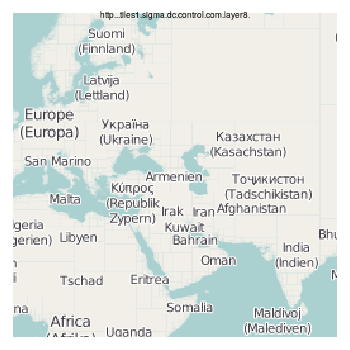 http...tilest.sigma.dc.control.com.layer8.
Suomi
(Finnland)
Latvija
(Lettland)
Europe
(Europa)
Україна
(Ukraine)
Казахстан
(Kasachstan)
San Marino
Armenien
Точикистон
(Tadschikistan)
Κύπρος
(Republik
Zypern)
Malta
Irak
Iran
Afghanistan
Kuwait
Bahrain
lgeria
gerien)
Libyen
Bhu
India
(Indien)
Oman
Tschad
Eritrea
Somalia
Maldivoj
(Malediven)
Africa
(Afrika)
Uganda